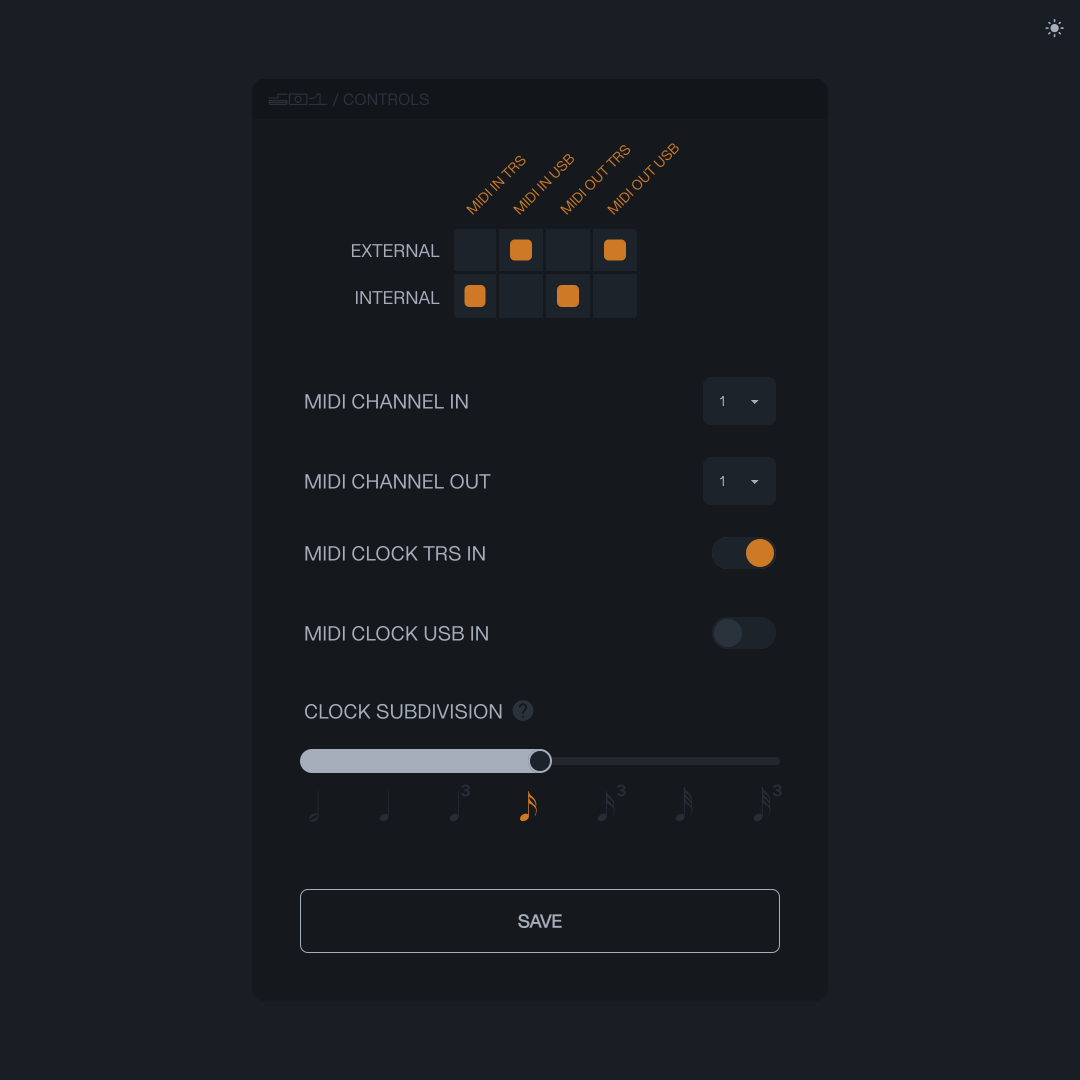 / CONTROLS
MIDI IN TRS
MIDI IN USB
MIDI OUT TRS
MIDI OUT USB
EXTERNAL
INTERNAL
MIDI CHANNEL IN
1
MIDI CHANNEL OUT
1
MIDI CLOCK TRS IN
MIDI CLOCK USB IN
CLOCK SUBDIVISION ?
3 3 3
SAVE